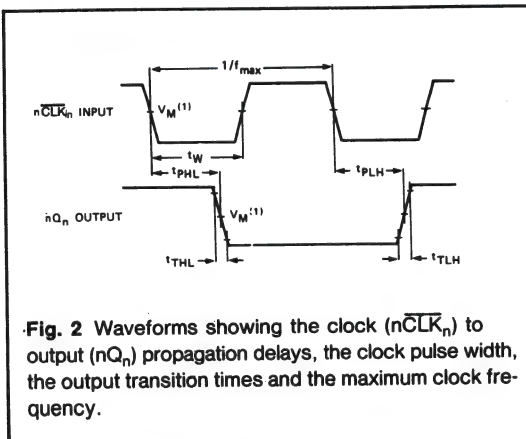 1/fmax
nCLKn INPUT
VM(1)
tW
tPHL
tPLH
nQn OUTPUT
VM(1)
tTHL
tTLH
Fig. 2 Waveforms showing the clock (nCLKn) to
output (nQn) propagation delays, the clock pulse width,
the output transition times and the maximum clock fre-
quency.